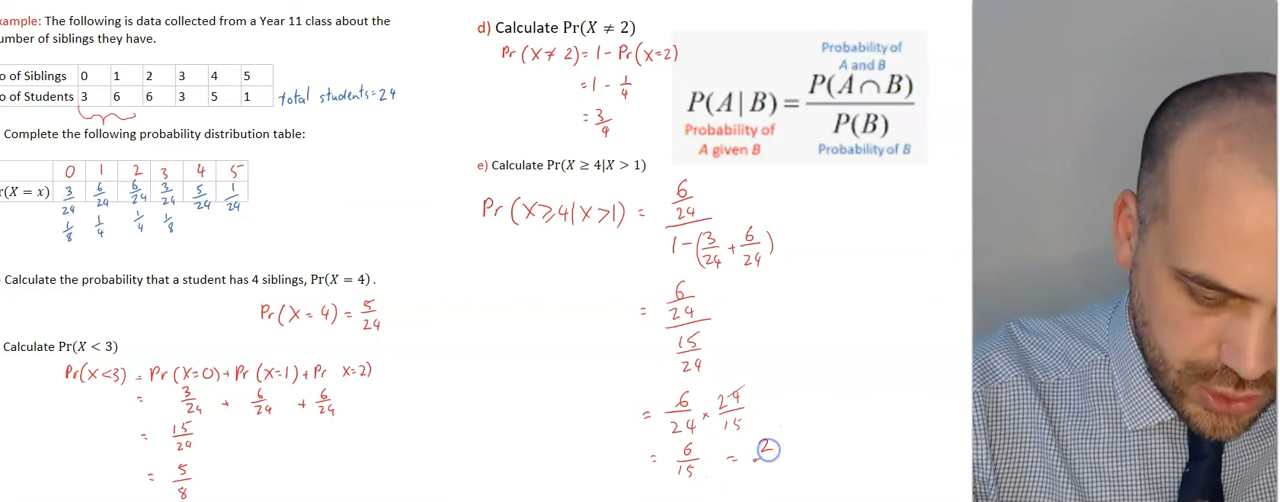 xample: The following is data collected from a Year 11 class about the
umber of siblings they have.
o of Siblings 0 1 2 3 4 5
o of Students 3 6 6 3 5 1 total students=24
Complete the following probability distribution table:
0 1 2 3 4 5
r(X = x) 3/24 6/24 6/24 3/24 5/24 1/24
1/8 1/4 1/4 1/8
Calculate the probability that a student has 4 siblings, Pr(X = 4).
Pr(X = 4) = 5/24
Calculate Pr(X < 3)
Pr(X<3) = Pr(X=0) + Pr(X=1) + Pr X=2)
= 3/24 + 6/24 + 6/24
= 15/24
= 5/8
d) Calculate Pr(X ≠ 2)
Pr(X≠2) = 1 - Pr(X=2)
= 1 - 1/4
= 3/4
Probability of
A and B
P(A|B) = P(A∩B)
P(B)
Probability of
A given B
Probability of B
e) Calculate Pr(X ≥ 4|X > 1)
Pr(X≥4|X>1) = 6/24
1-(3/24 + 6/24)
= 6/24
15/24
= 6/24 × 24/15
= 6/15 = 2